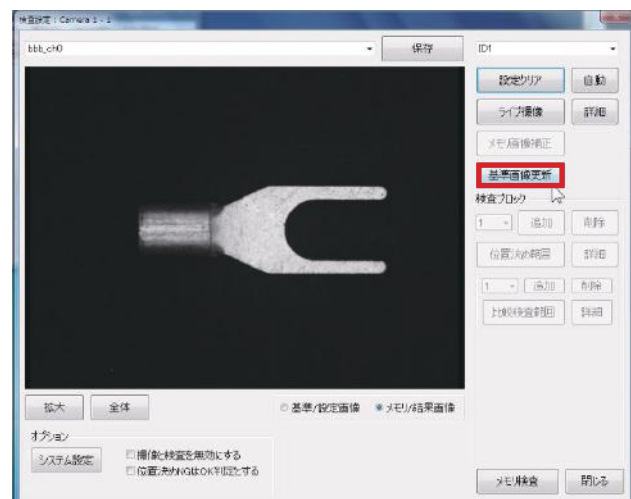 検査設定 : Camera 1 - 1
bbb_ch0
保存
ID1
設定クリア
自動
ライブ撮像
詳細
メモリ画像補正
基準画像更新
検査ブロック
1
追加
削除
位置決め範囲
詳細
1
追加
削除
比較検査範囲
詳細
拡大
全体
基準/設定画像
メモリ/結果画像
オプション
システム設定
撮像と検査を無効にする
位置決めNGはOK判定とする
メモリ検査
閉じる